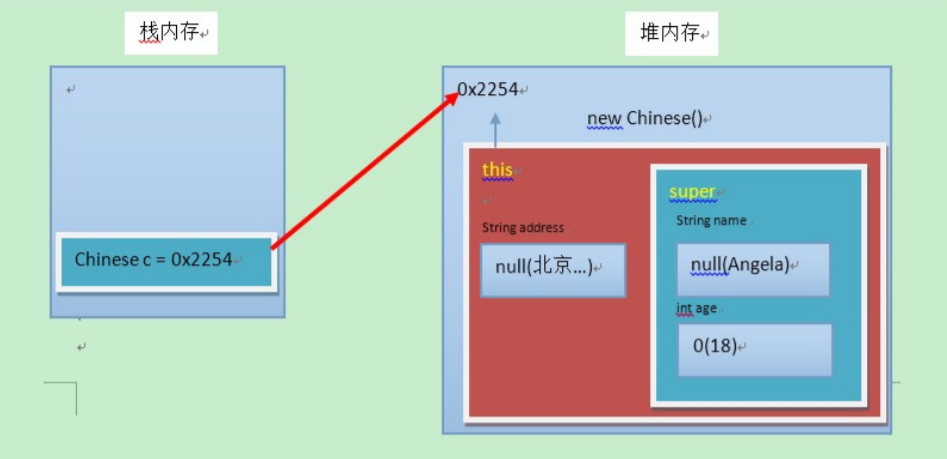 栈内存
堆内存
0x2254
new Chinese()
this
super
String address
String name
null(北京...)
null(Angela)
Chinese c = 0x2254
int age
0(18)